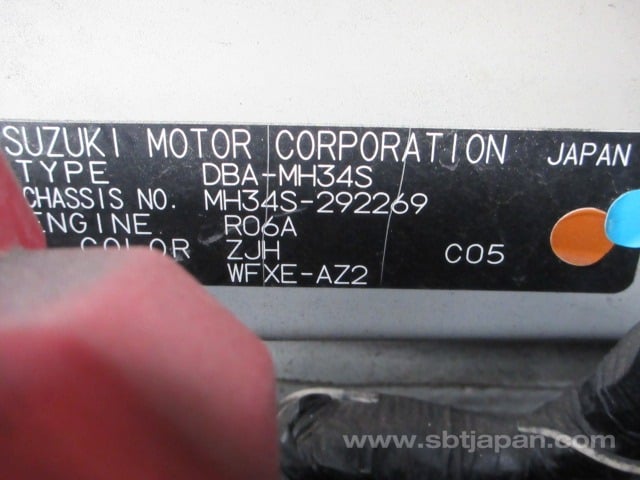 SUZUKI MOTOR CORPORATION JAPAN
TYPE DBA-MH34S
CHASSIS NO. MH34S-292269
ENGINE R06A
COLOR ZJH C05
WFXE-AZ2
www.sbtjapan.com